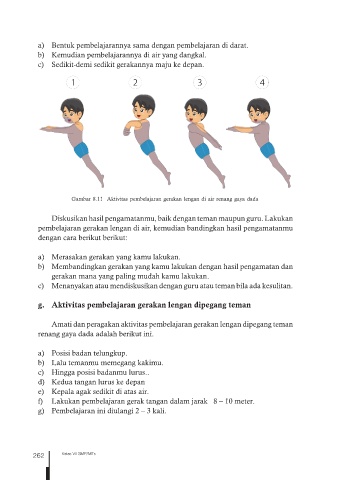 a) Bentuk pembelajarannya sama dengan pembelajaran di darat.
b) Kemudian pembelajarannya di air yang dangkal.
c) Sedikit-demi sedikit gerakannya maju ke depan.
1 2 3 4
Gambar 8.11 Aktivitas pembelajaran gerakan lengan di air renang gaya dada
Diskusikan hasil pengamatanmu, baik dengan teman maupun guru. Lakukan
pembelajaran gerakan lengan di air, kemudian bandingkan hasil pengamatanmu
dengan cara berikut berikut:
a) Merasakan gerakan yang kamu lakukan.
b) Membandingkan gerakan yang kamu lakukan dengan hasil pengamatan dan
gerakan mana yang paling mudah kamu lakukan.
c) Menanyakan atau mendiskusikan dengan guru atau teman bila ada kesulitan.
g. Aktivitas pembelajaran gerakan lengan dipegang teman
Amati dan peragakan aktivitas pembelajaran gerakan lengan dipegang teman
renang gaya dada adalah berikut ini.
a) Posisi badan telungkup.
b) Lalu temanmu memegang kakimu.
c) Hingga posisi badanmu lurus..
d) Kedua tangan lurus ke depan
e) Kepala agak sedikit di atas air.
f) Lakukan pembelajaran gerak tangan dalam jarak 8 – 10 meter.
g) Pembelajaran ini diulangi 2 – 3 kali.
262 Kelas VII SMP/MTs